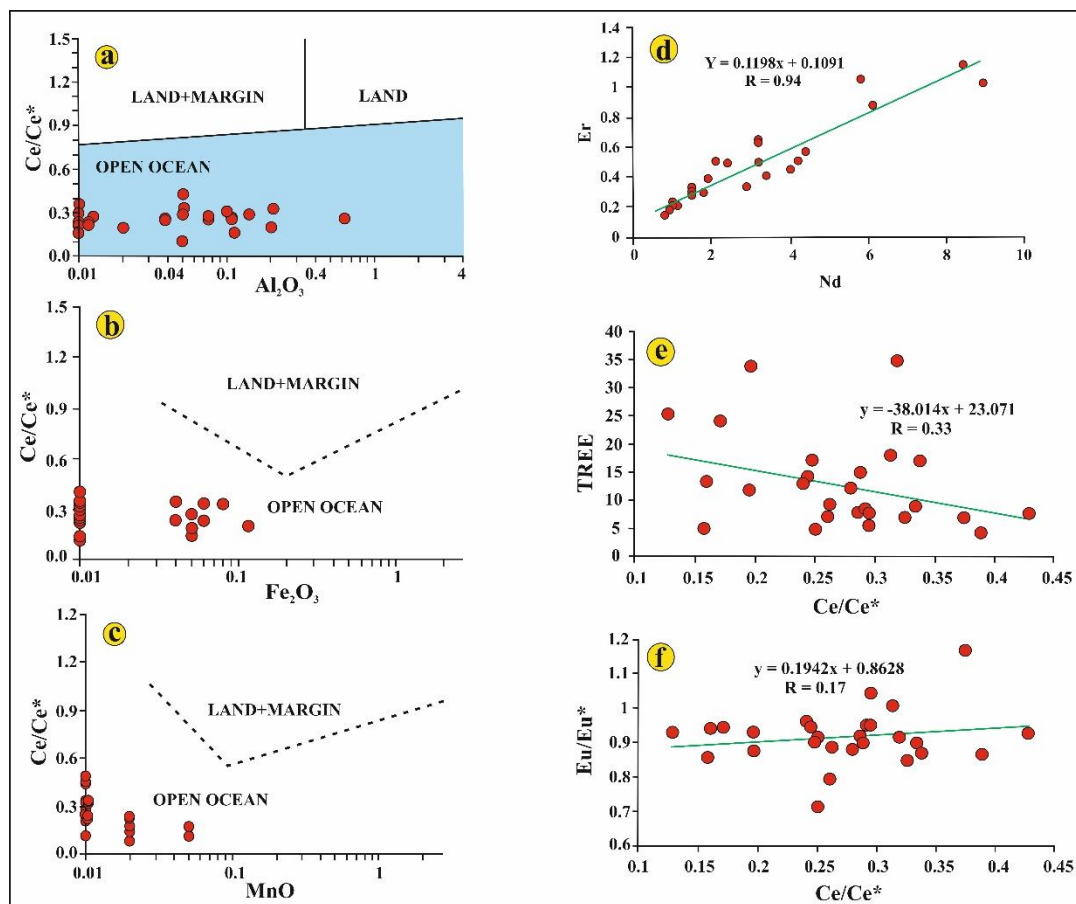 a
1.5
1.2
0.9
0.6
0.3
0.0
Ce/Ce*
LAND+MARGIN
LAND
OPEN OCEAN
0.01
0.04
0.1
0.4
1
4
Al₂O₃
b
1.5
1.2
0.9
0.6
0.3
0.0
Ce/Ce*
LAND+MARGIN
OPEN OCEAN
0.01
0.1
1
Fe₂O₃
c
1.2
1.2
0.9
0.6
0.3
0.0
Ce/Ce*
LAND+MARGIN
OPEN OCEAN
0.01
0.1
1
MnO
d
1.4
1.2
1
0.8
0.6
0.4
0.2
0
Er
Y = 0.1198x + 0.1091
R = 0.94
0
2
4
6
8
10
Nd
e
40
35
30
25
20
15
10
5
0
TREE
y = -38.014x + 23.071
R = 0.33
0.1
0.15
0.2
0.25
0.3
0.35
0.4
0.45
Ce/Ce*
f
1.2
1.1
1
0.9
0.8
0.7
0.6
Eu/Eu*
y = 0.1942x + 0.8628
R = 0.17
0.1
0.15
0.2
0.25
0.3
0.35
0.4
0.45
Ce/Ce*